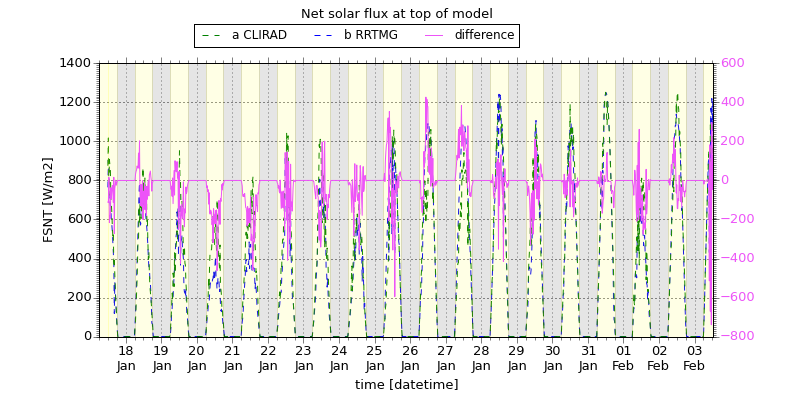 Net solar flux at top of model
a CLIRAD b RRTMG difference
1400 600
1200 400
1000 200
800 0
600 −200
400 −400
200 −600
0 −800
FSNT [W/m2]
18 19 20 21 22 23 24 25 26 27 28 29 30 31 01 02 03
Jan Jan Jan Jan Jan Jan Jan Jan Jan Jan Jan Jan Jan Jan Feb Feb Feb
time [datetime]